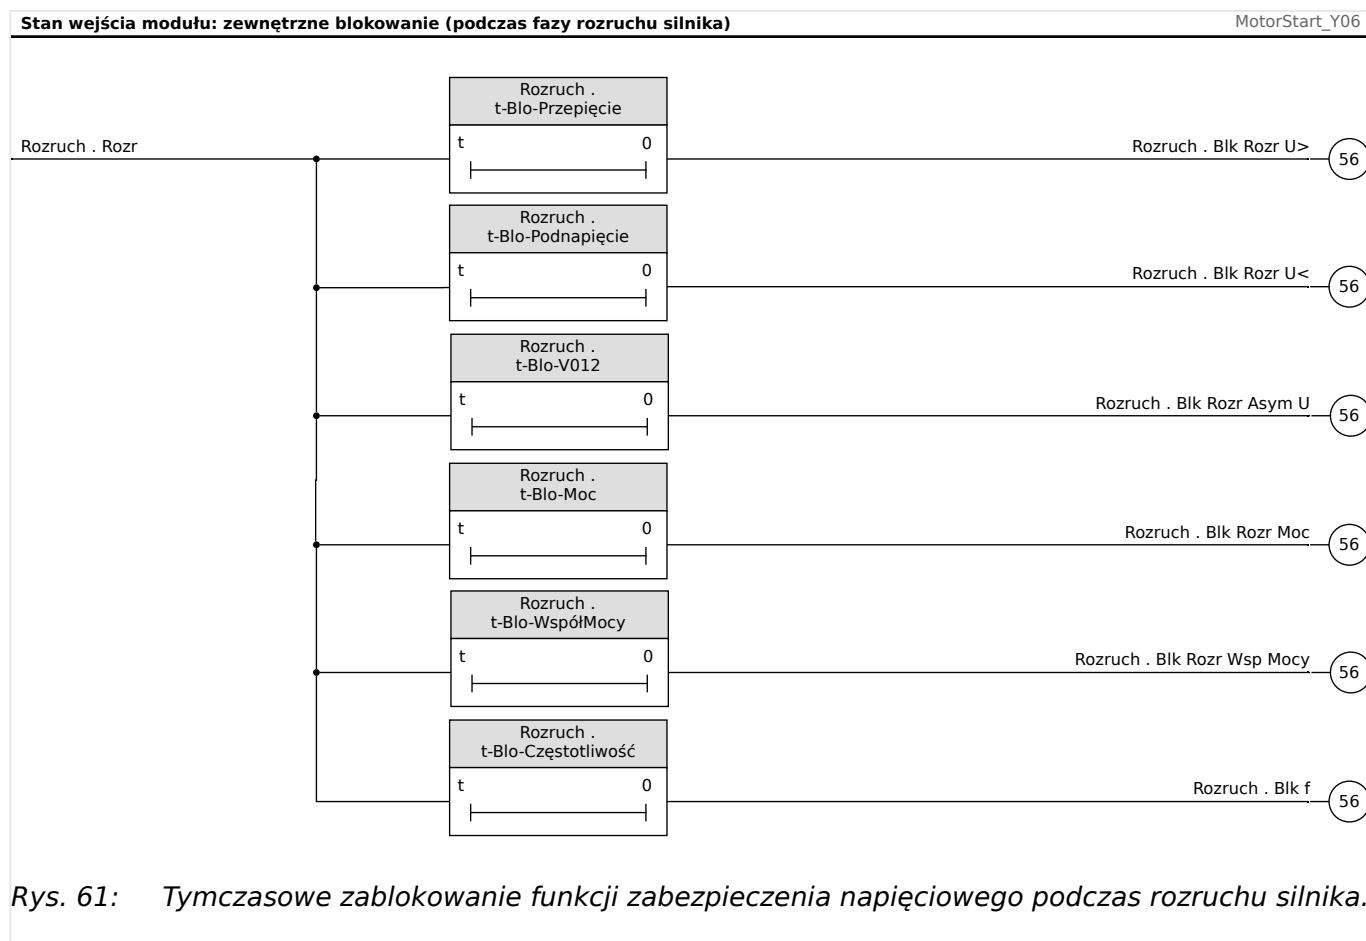 Stan wejścia modułu: zewnętrzne blokowanie (podczas fazy rozruchu silnika)
MotorStart_Y06
Rozruch .
t-Blo-Przepięcie
Rozruch . Rozr
t 0
Rozruch . Blk Rozr U>
56
Rozruch .
t-Blo-Podnapięcie
t 0
Rozruch . Blk Rozr U<
56
Rozruch .
t-Blo-V012
t 0
Rozruch . Blk Rozr Asym U
56
Rozruch .
t-Blo-Moc
t 0
Rozruch . Blk Rozr Moc
56
Rozruch .
t-Blo-WspółMocy
t 0
Rozruch . Blk Rozr Wsp Mocy
56
Rozruch .
t-Blo-Częstotliwość
t 0
Rozruch . Blk f
56
Rys. 61: Tymczasowe zablokowanie funkcji zabezpieczenia napięciowego podczas rozruchu silnika.